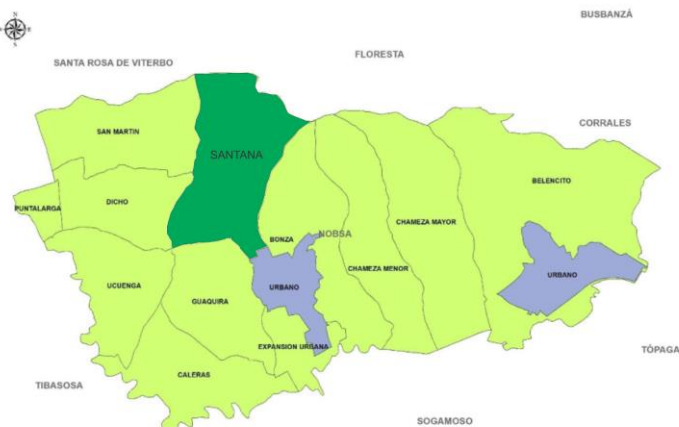 BUSBANZÁ
N
S
FLORESTA
SANTA ROSA DE VITERBO
CORRALES
SAN MARTIN
SANTANA
BELENCITO
DICHO
PUNTALARGA
CHAMEZA MAYOR
NOBSA
BONZA
CHAMEZA MENOR
URBANO
UCUENGA
URBANO
GUAQUIRA
EXPANSION URBANA
TÓPAGA
CALERAS
TIBASOSA
SOGAMOSO